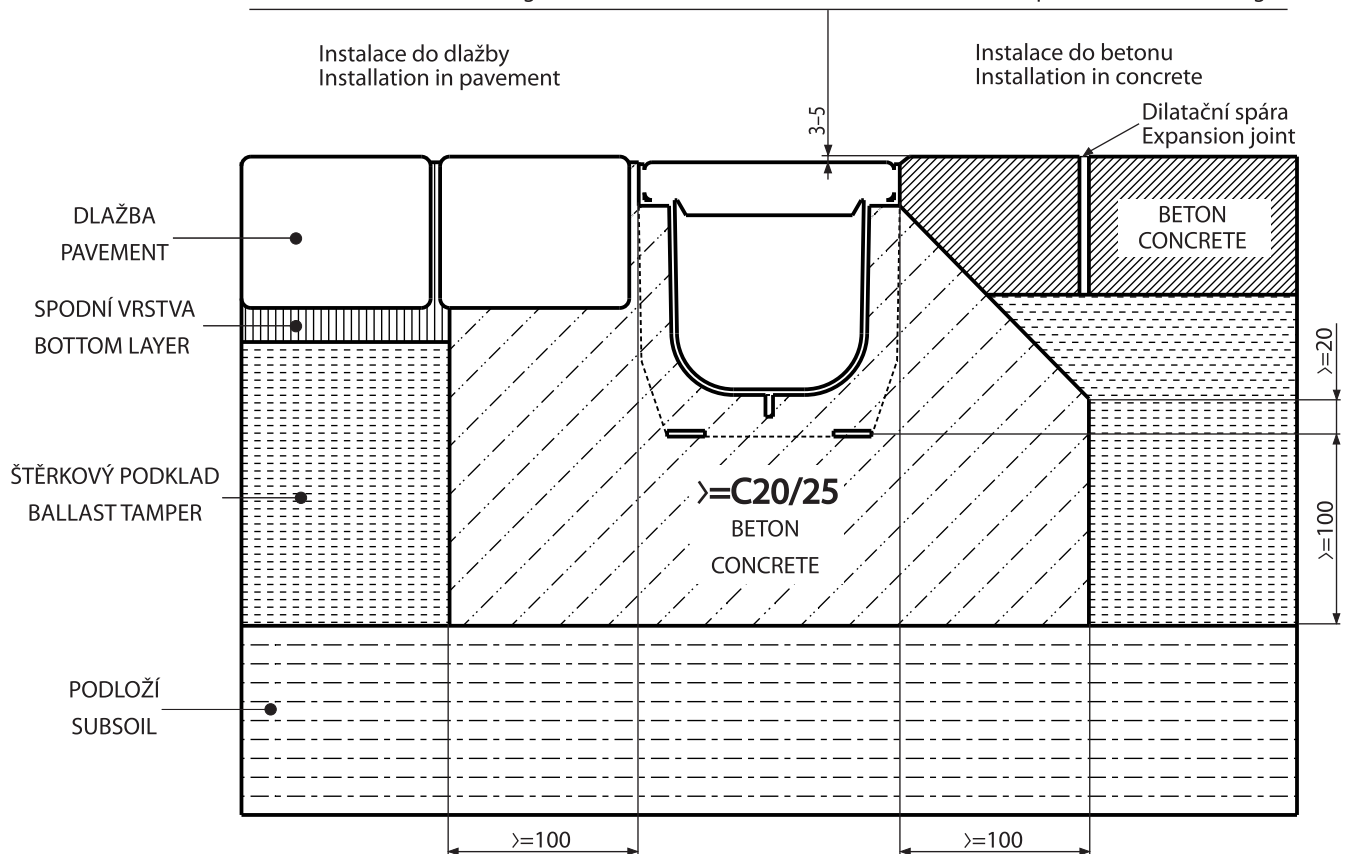 Instalace do dlažby
Installation in pavement
Instalace do betonu
Installation in concrete
Dilatační spára
Expansion joint
3–5
DLAŽBA
PAVEMENT
BETON
CONCRETE
SPODNÍ VRSTVA
BOTTOM LAYER
>=20
ŠTĚRKOVÝ PODKLAD
BALLAST TAMPER
>=C20/25
BETON
CONCRETE
>=100
PODLOŽÍ
SUBSOIL
>=100
>=100